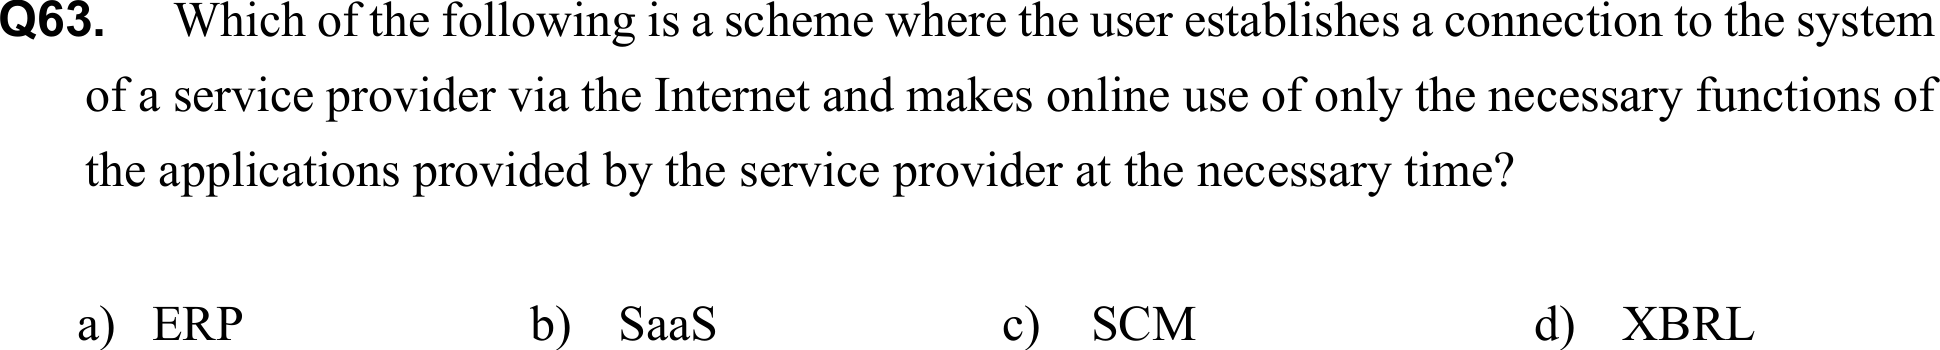 Q63. Which of the following is a scheme where the user establishes a connection to the system
of a service provider via the Internet and makes online use of only the necessary functions of
the applications provided by the service provider at the necessary time?
a) ERP b) SaaS c) SCM d) XBRL